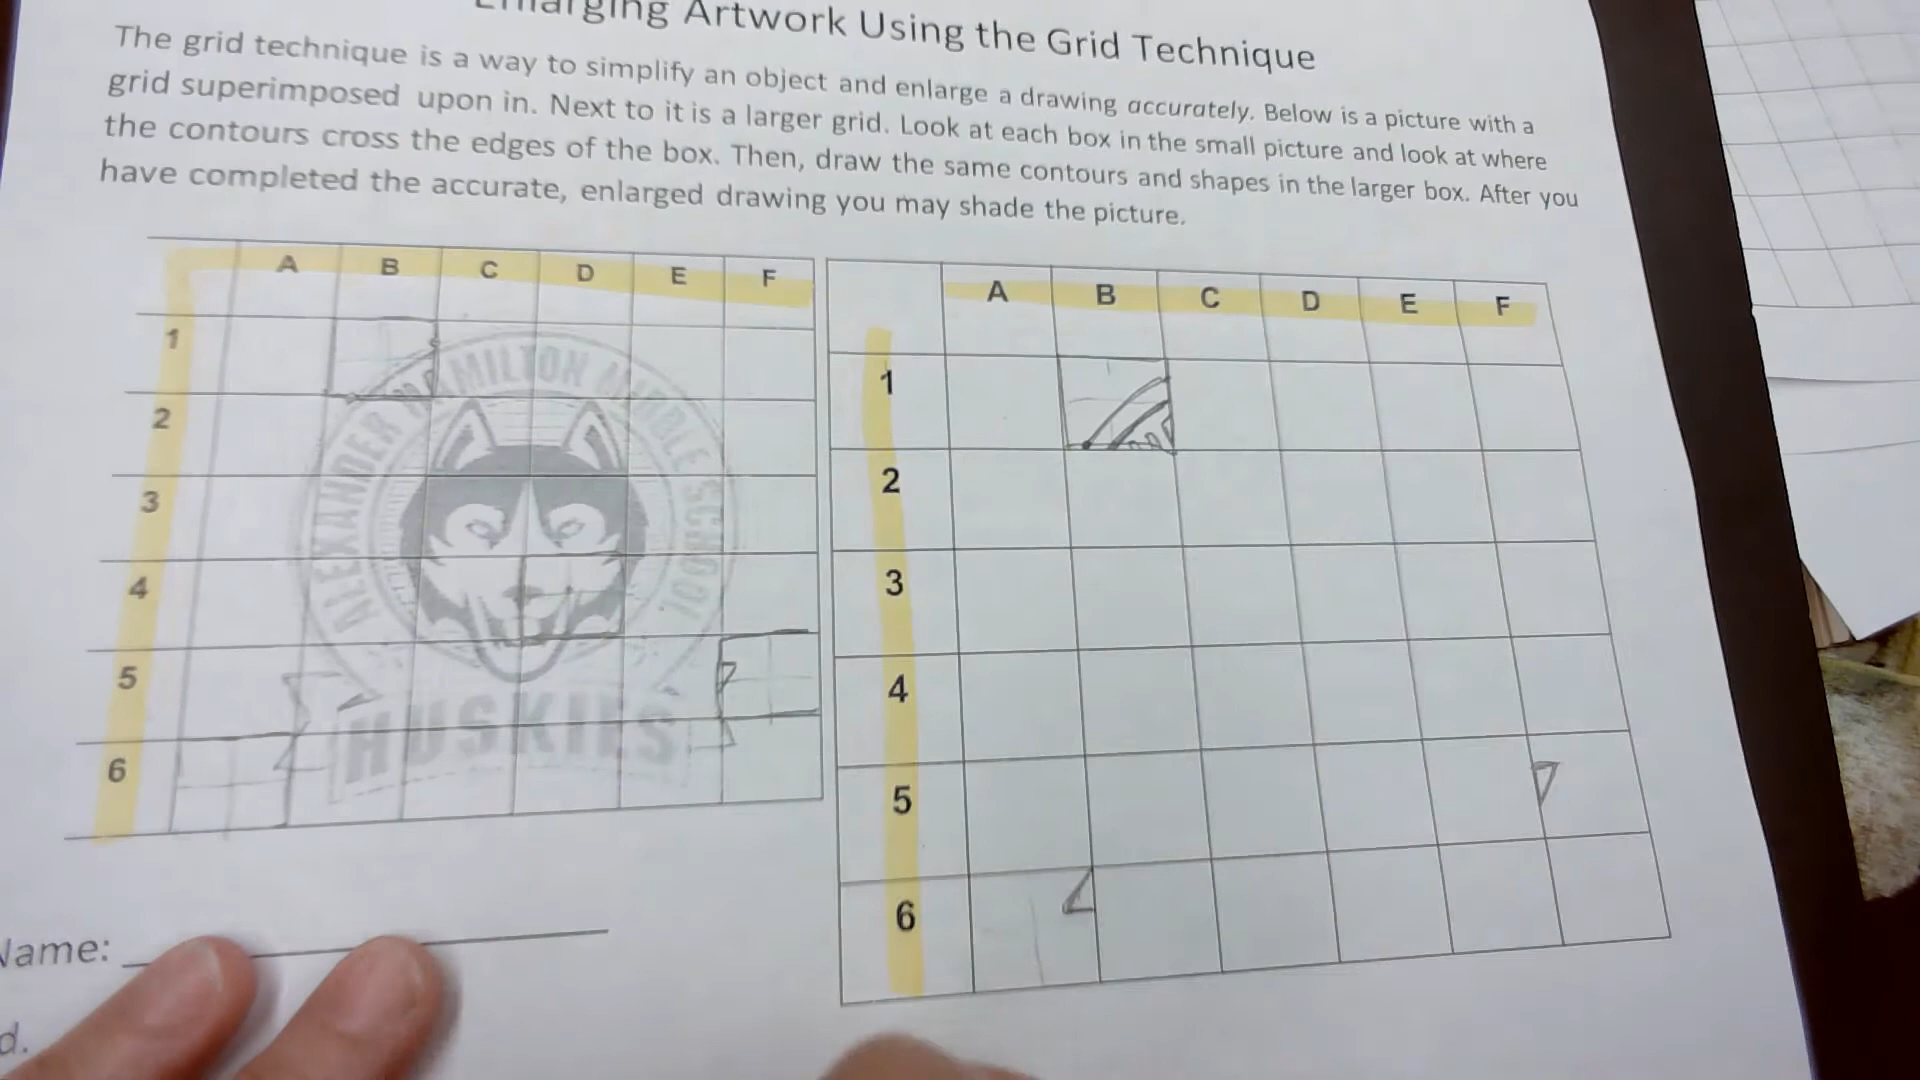 Enlarging Artwork Using the Grid Technique
The grid technique is a way to simplify an object and enlarge a drawing accurately. Below is a picture with a
grid superimposed upon in. Next to it is a larger grid. Look at each box in the small picture and look at where
the contours cross the edges of the box. Then, draw the same contours and shapes in the larger box. After you
have completed the accurate, enlarged drawing you may shade the picture.
A B C D E F
1
2
3
4
5
6
ALEXANDER HAMILTON MIDDLE SCHOOL
HUSKIES
A B C D E F
1
2
3
4
5
6
Name:
d.